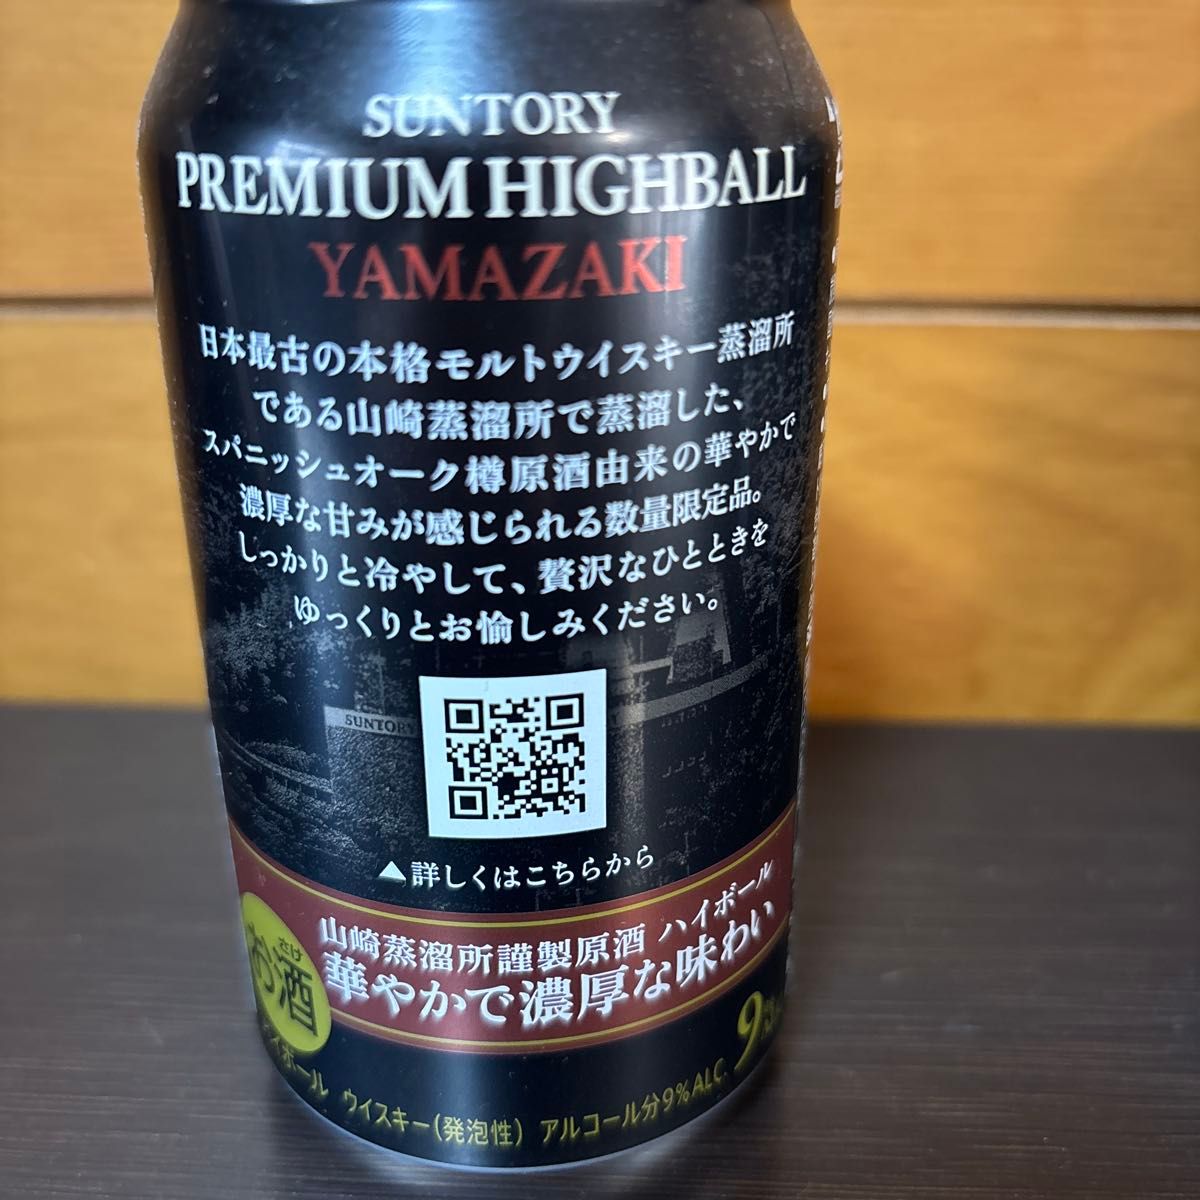 SUNTORY
PREMIUM HIGHBALL
YAMAZAKI
日本最古の本格モルトウイスキー蒸溜所
である山崎蒸溜所で蒸溜した、
スパニッシュオーク樽原酒由来の華やかで
濃厚な甘みが感じられる数量限定品。
しっかりと冷やして、贅沢なひとときを
ゆっくりとお愉しみください。
SUNTORY
▲詳しくはこちらから
山崎蒸溜所謹製原酒 ハイボール
華やかで濃厚な味わい
お酒
さけ
イボール ウイスキー(発泡性) アルコール分9%ALC.
9%